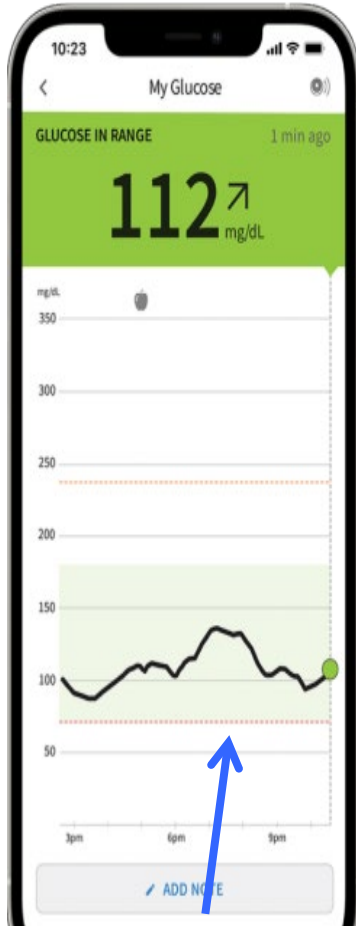 10:23
My Glucose
GLUCOSE IN RANGE
1 min ago
112
mg/dL
mg/dL
350
300
250
200
150
100
50
3pm 6pm 9pm
ADD NOTE